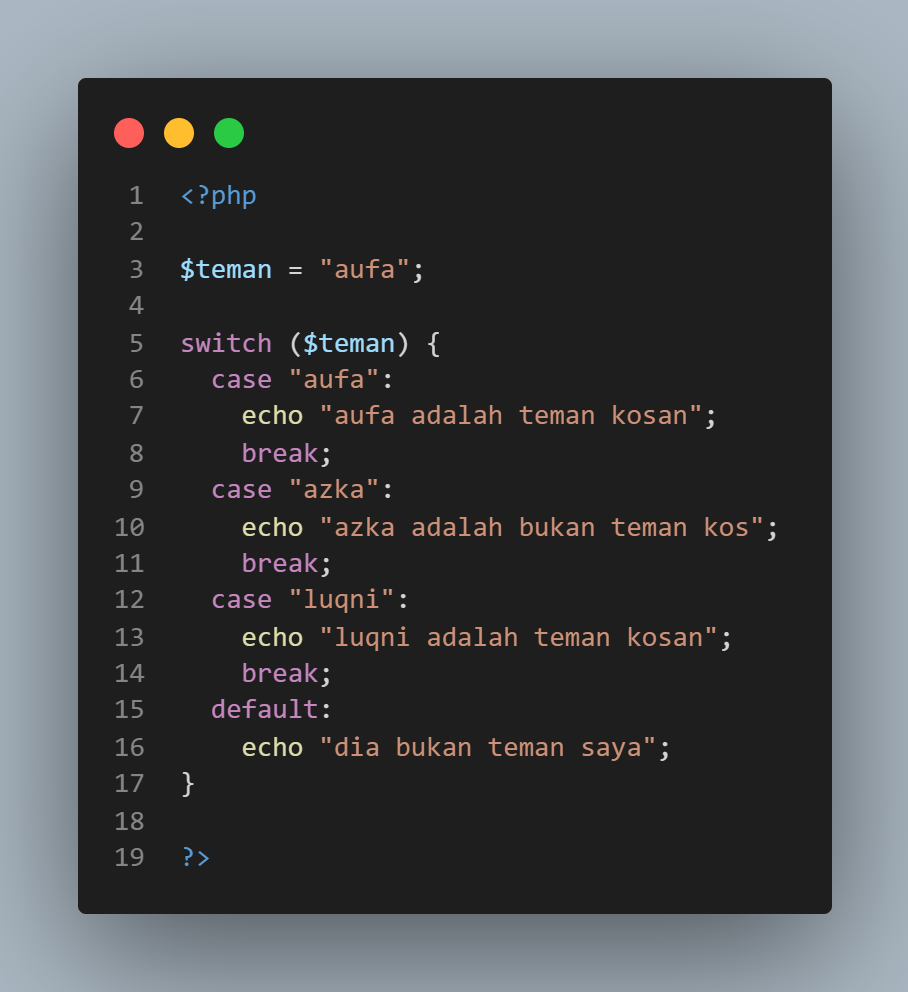 1 <?php
2
3 $teman = "aufa";
4
5 switch ($teman) {
6   case "aufa":
7     echo "aufa adalah teman kosan";
8     break;
9   case "azka":
10     echo "azka adalah bukan teman kos";
11     break;
12   case "luqni":
13     echo "luqni adalah teman kosan";
14     break;
15   default:
16     echo "dia bukan teman saya";
17 }
18
19 ?>